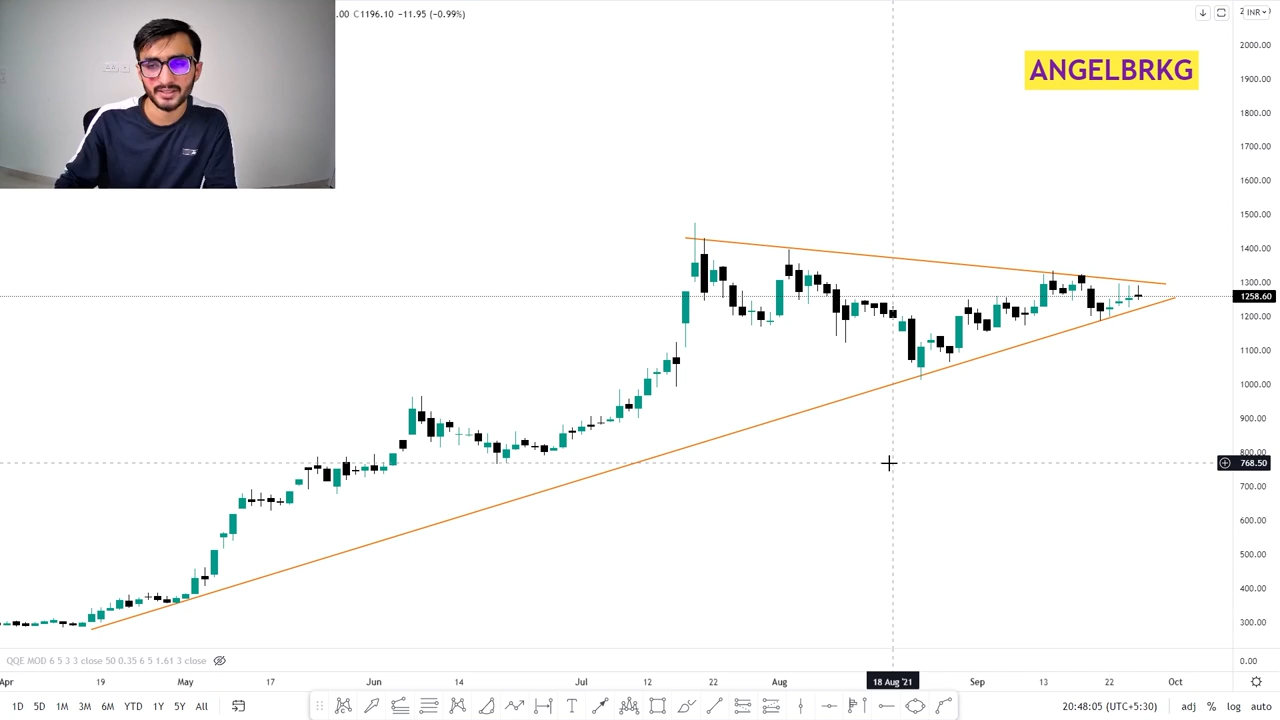 .00 C1196.10 −11.95 (−0.99%)
INR
ANGELBRKG
2000.00
1900.00
1800.00
1700.00
1600.00
1500.00
1400.00
1300.00
1258.60
1200.00
1100.00
1000.00
900.00
800.00
768.50
700.00
600.00
500.00
400.00
300.00
QQE MOD 6 5 3 3 close 50 0.35 6 5 1.61 3 close
0.00
Apr 19 May 17 Jun 14 Jul 12 22 Aug 18 Aug '21 Sep 13 22 Oct
1D 5D 1M 3M 6M YTD 1Y 5Y All
T
20:48:05 (UTC+5:30) adj % log auto